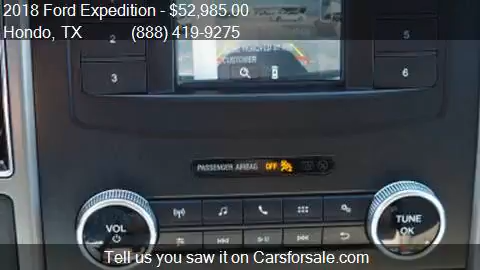 2018 Ford Expedition - $52,985.00
Hondo, TX (888) 419-9275
2
5
CUSTOMER
3
6
PASSENGER AIRBAG OFF
VOL
TUNE
OK
Tell us you saw it on Carsforsale.com